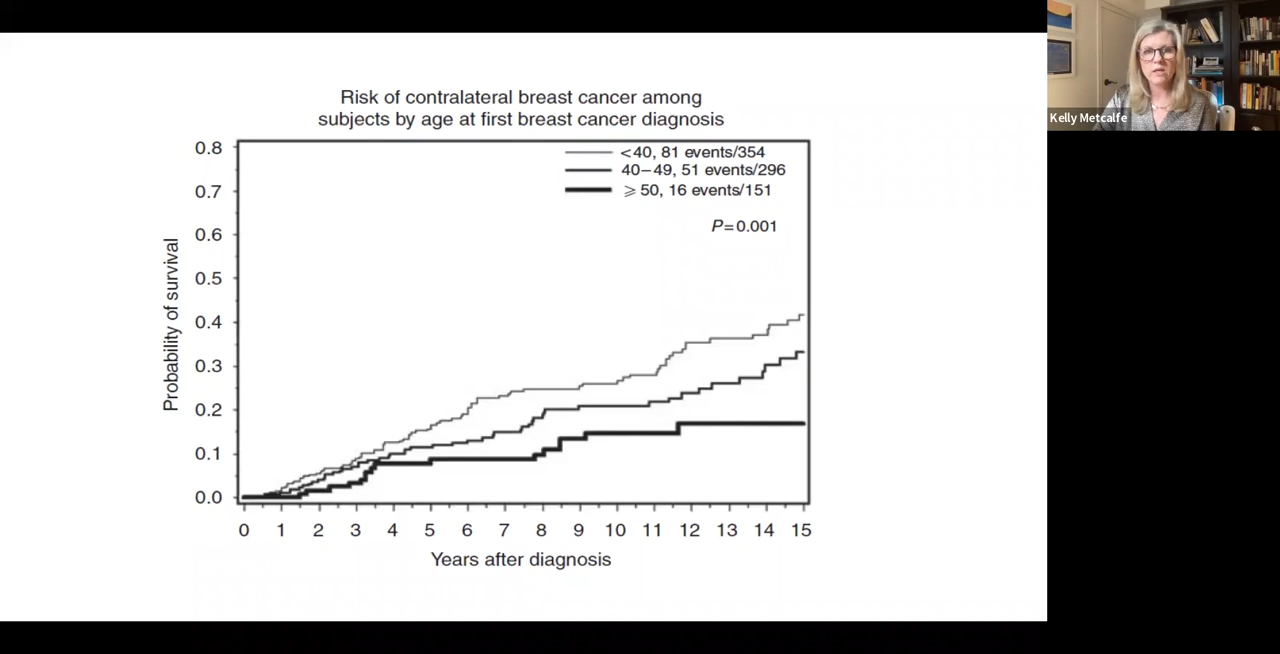 Risk of contralateral breast cancer among
subjects by age at first breast cancer diagnosis
0.8
0.7
0.6
0.5
0.4
0.3
0.2
0.1
0.0
Probability of survival
<40, 81 events/354
40–49, 51 events/296
⩾ 50, 16 events/151
P=0.001
0 1 2 3 4 5 6 7 8 9 10 11 12 13 14 15
Years after diagnosis
Kelly Metcalfe